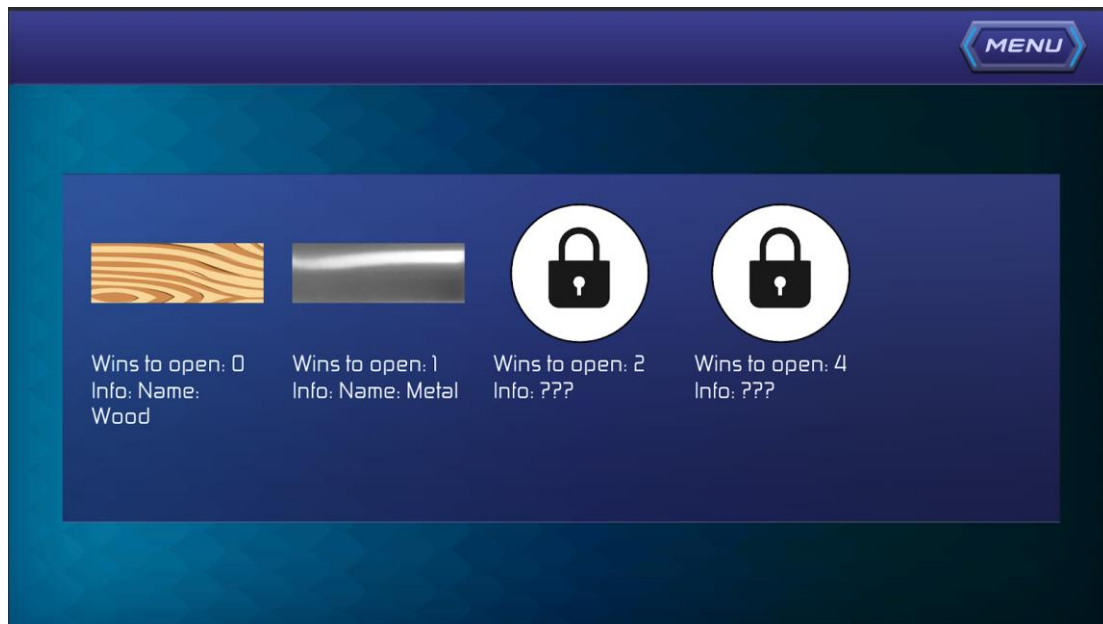 MENU
Wins to open: 0
Info: Name:
Wood
Wins to open: 1
Info: Name: Metal
Wins to open: 2
Info: ???
Wins to open: 4
Info: ???